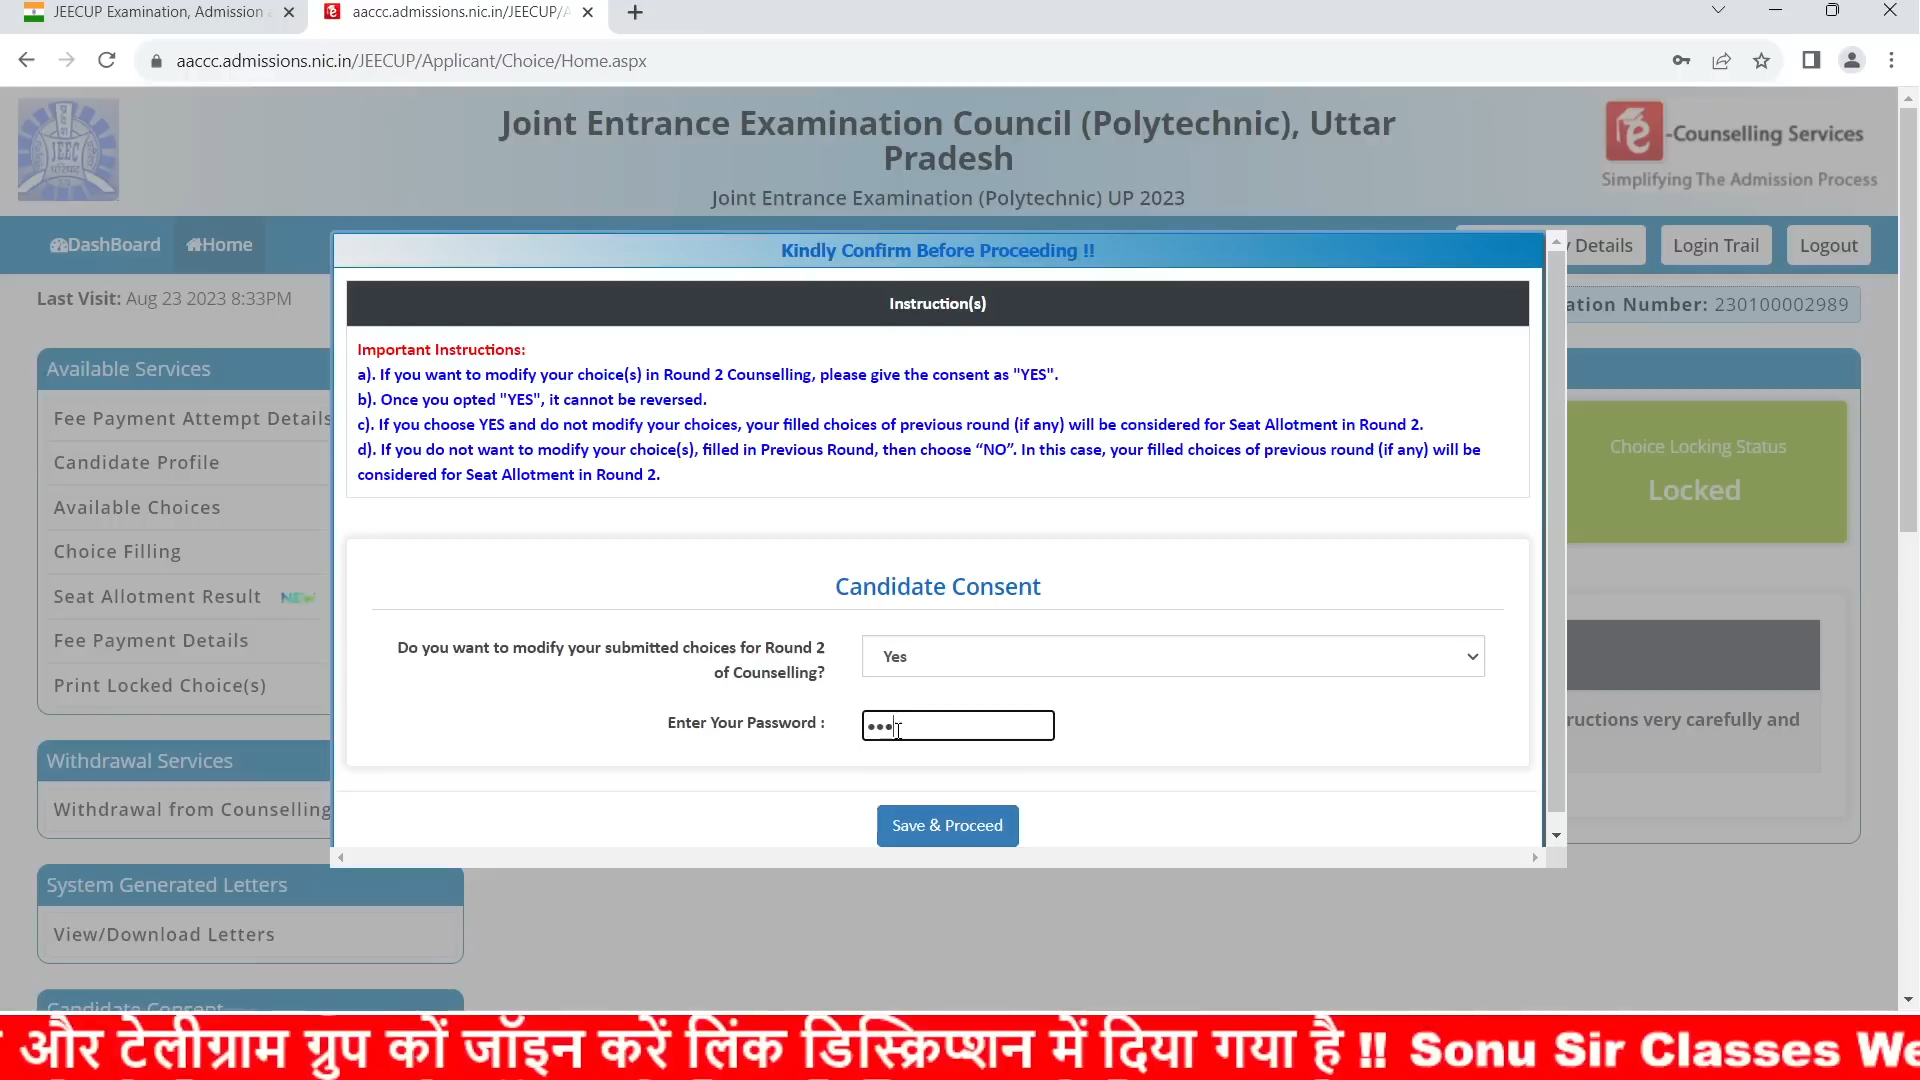 JEECUP Examination, Admission
aaccc.admissions.nic.in/JEECUP/A
aaccc.admissions.nic.in/JEECUP/Applicant/Choice/Home.aspx
Joint Entrance Examination Council (Polytechnic), Uttar
Pradesh
Joint Entrance Examination (Polytechnic) UP 2023
JEEC
परिषद
e-Counselling Services
Simplifying The Admission Process
DashBoard
Home
Details
Login Trail
Logout
Last Visit: Aug 23 2023 8:33PM
ation Number: 230100002989
Kindly Confirm Before Proceeding !!
Instruction(s)
Important Instructions:
a). If you want to modify your choice(s) in Round 2 Counselling, please give the consent as "YES".
b). Once you opted "YES", it cannot be reversed.
c). If you choose YES and do not modify your choices, your filled choices of previous round (if any) will be considered for Seat Allotment in Round 2.
d). If you do not want to modify your choice(s), filled in Previous Round, then choose “NO”. In this case, your filled choices of previous round (if any) will be
considered for Seat Allotment in Round 2.
Candidate Consent
Do you want to modify your submitted choices for Round 2
of Counselling?
Yes
Enter Your Password :
Save & Proceed
Available Services
Fee Payment Attempt Details
Candidate Profile
Available Choices
Choice Filling
Seat Allotment Result NEW
Fee Payment Details
Print Locked Choice(s)
Withdrawal Services
Withdrawal from Counselling
System Generated Letters
View/Download Letters
Candidate Consent
Choice Locking Status
Locked
ructions very carefully and
और टेलीग्राम ग्रुप कों जॉइन करें लिंक डिस्क्रिप्शन में दिया गया है !! Sonu Sir Classes We